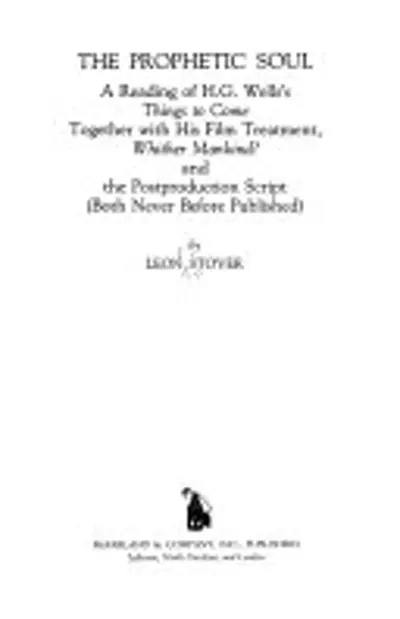 THE PROPHETIC SOUL
A Reading of H.G. Wells's
Things to Come
Together with His Film Treatment,
Whither Mankind?
and
the Postproduction Script
(Both Never Before Published)
by
LEON STOVER
McFARLAND & COMPANY, INC., PUBLISHERS
Jefferson, North Carolina, and London